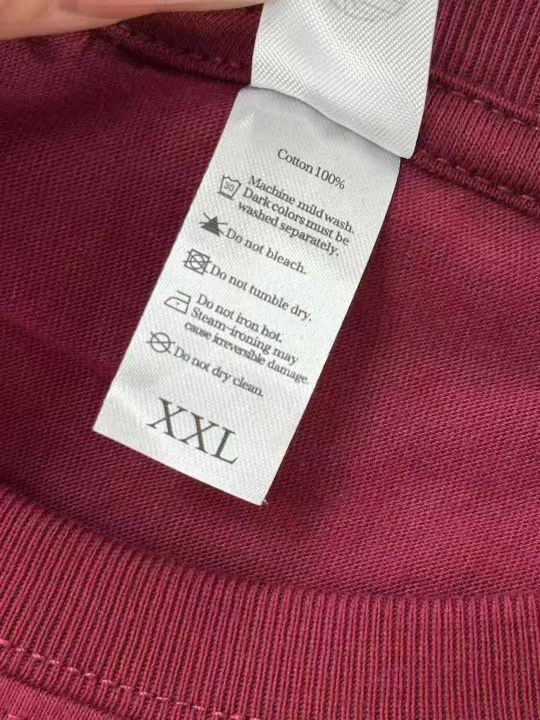 Cotton 100%
30
Machine mild wash.
Dark colors must be
washed separately.
Do not bleach.
Do not tumble dry.
Do not iron hot.
Steam-ironing may
cause irreversible damage.
Do not dry clean.
XXL